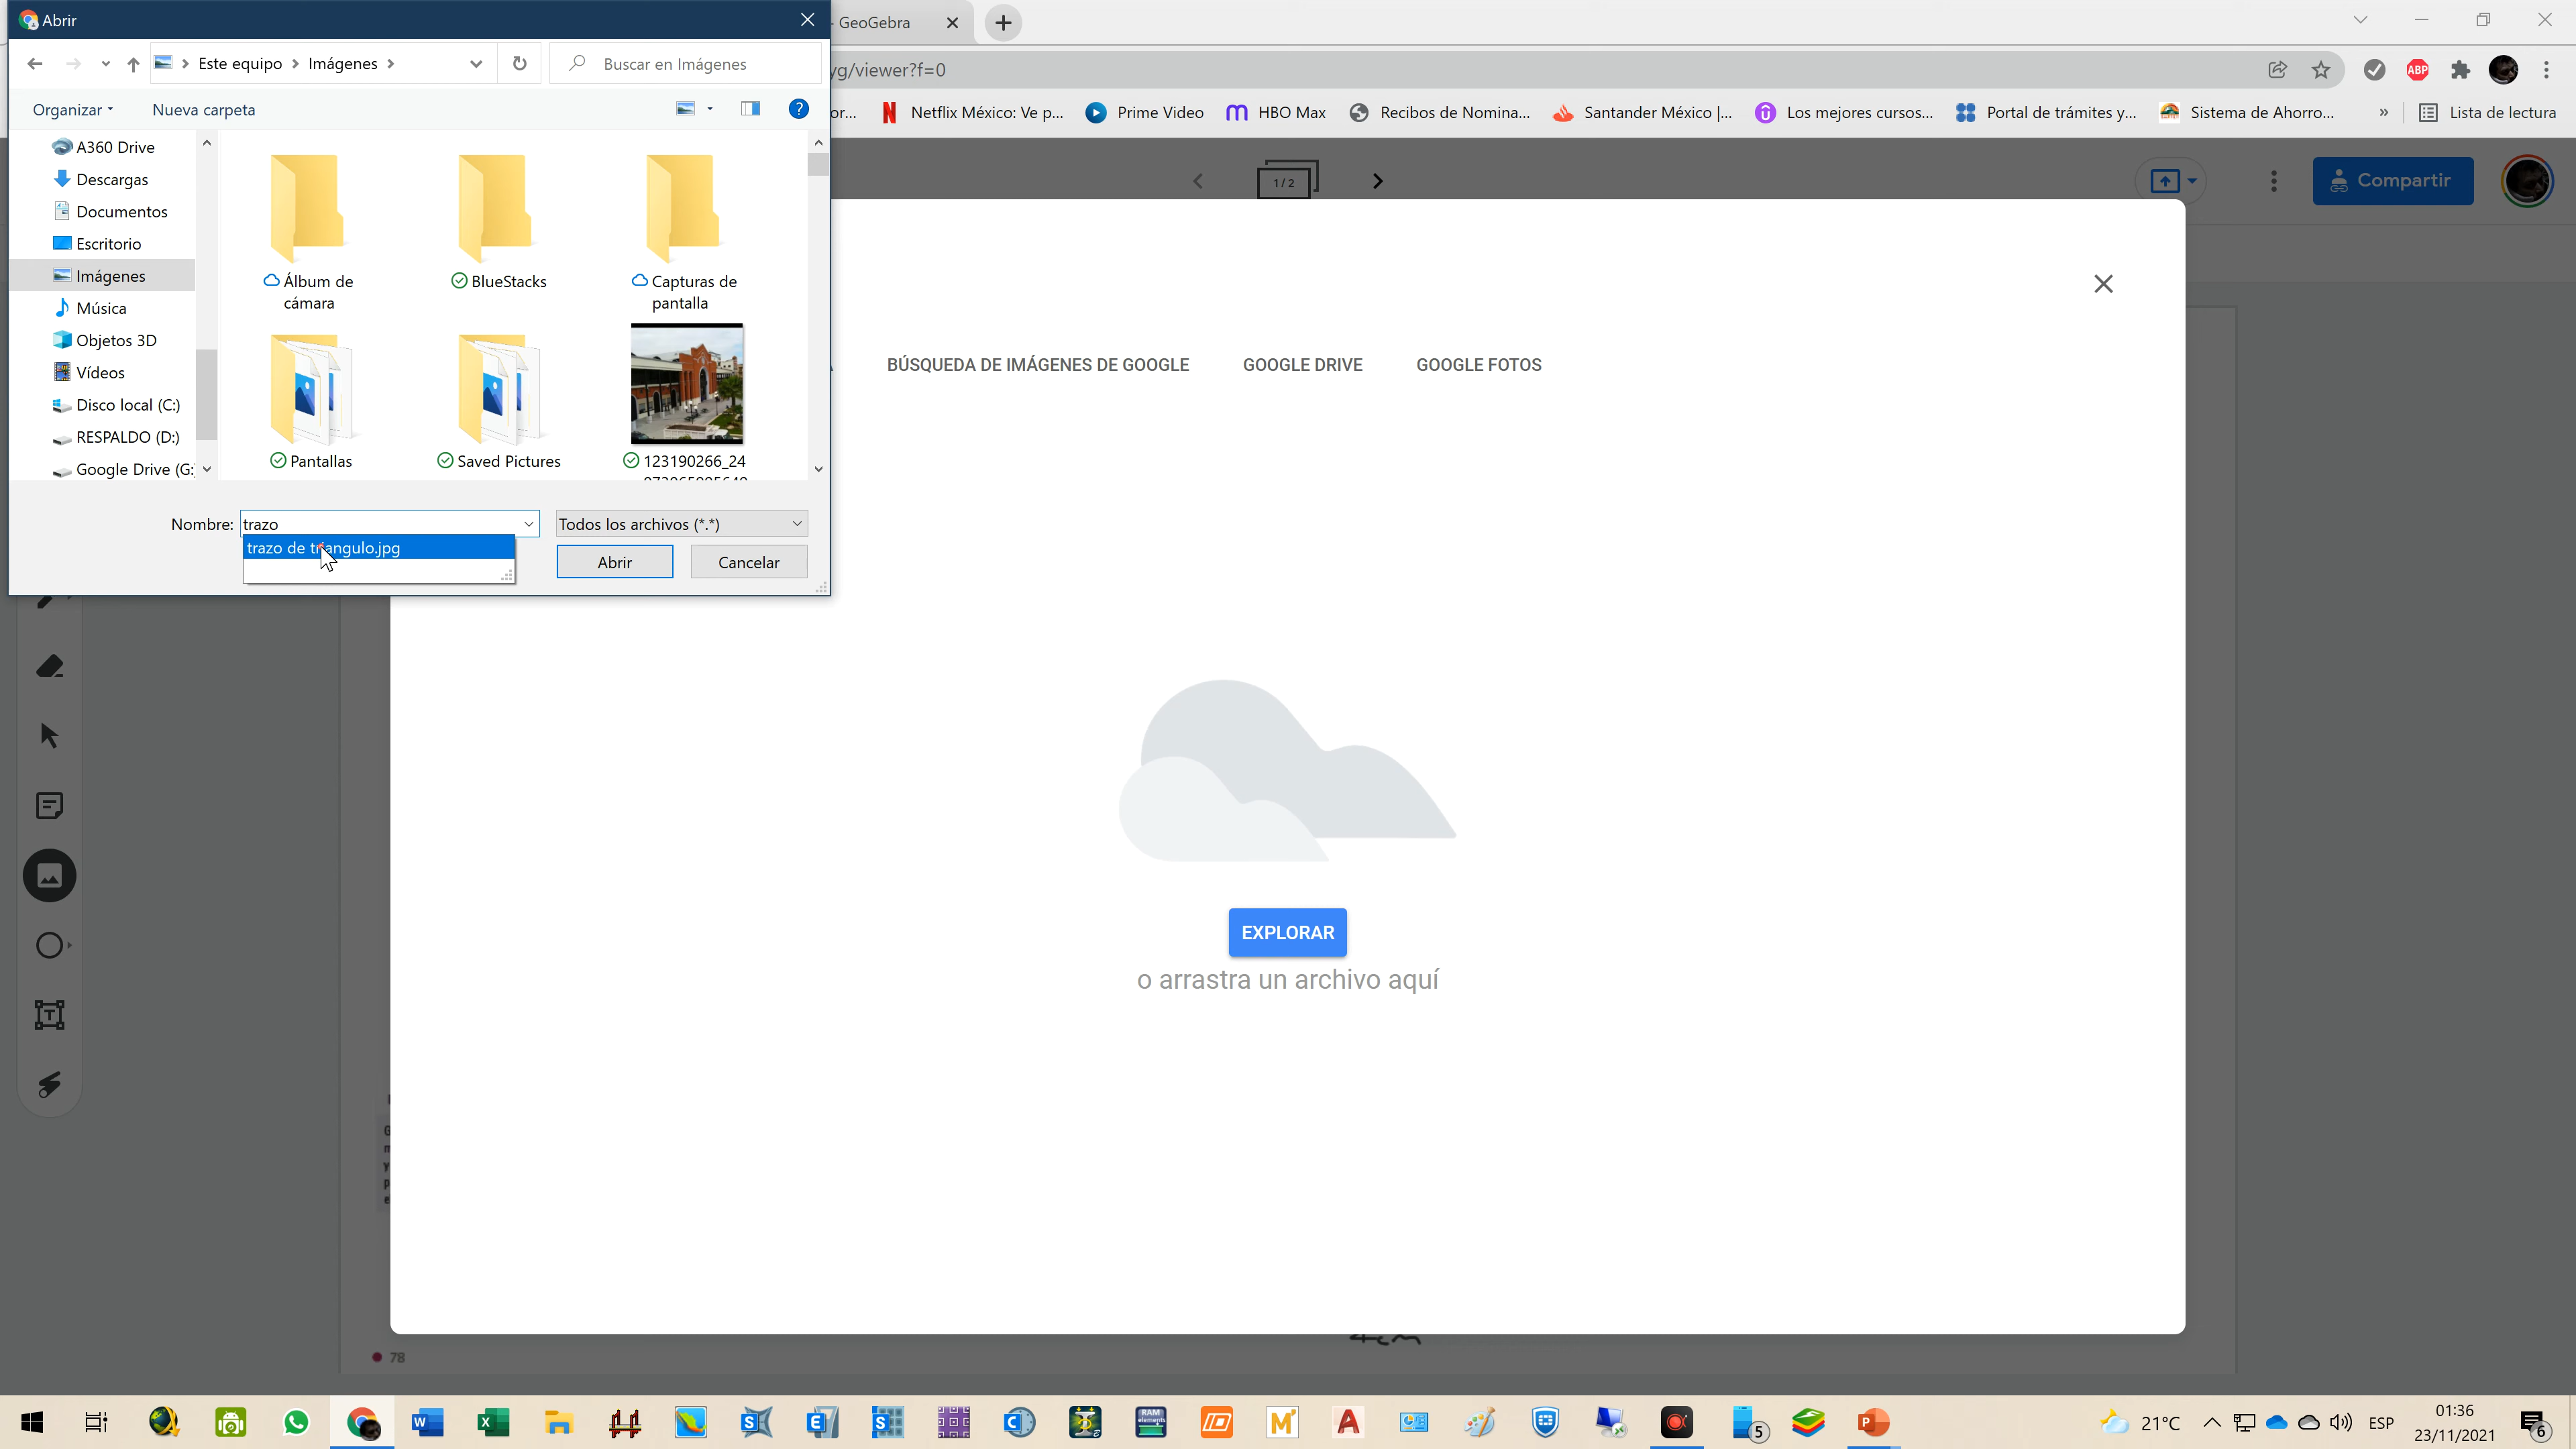 Abrir
GeoGebra
Este equipo > Imágenes >
Buscar en Imágenes
yg/viewer?f=0
Organizar
Nueva carpeta
or...
Netflix México: Ve p...
Prime Video
HBO Max
Recibos de Nomina...
Santander México |...
Los mejores cursos...
Portal de trámites y...
Sistema de Ahorro...
»
Lista de lectura
ABP
A360 Drive
Descargas
Documentos
Escritorio
Imágenes
Música
Objetos 3D
Vídeos
Disco local (C:)
RESPALDO (D:)
Google Drive (G:
Álbum de
cámara
BlueStacks
Capturas de
pantalla
Pantallas
Saved Pictures
123190266_24
1/2
Compartir
BÚSQUEDA DE IMÁGENES DE GOOGLE
GOOGLE DRIVE
GOOGLE FOTOS
Nombre:
trazo
Todos los archivos (*.*)
trazo de triangulo.jpg
Abrir
Cancelar
EXPLORAR
o arrastra un archivo aquí
78
21°C
ESP
01:36
23/11/2021
5
6